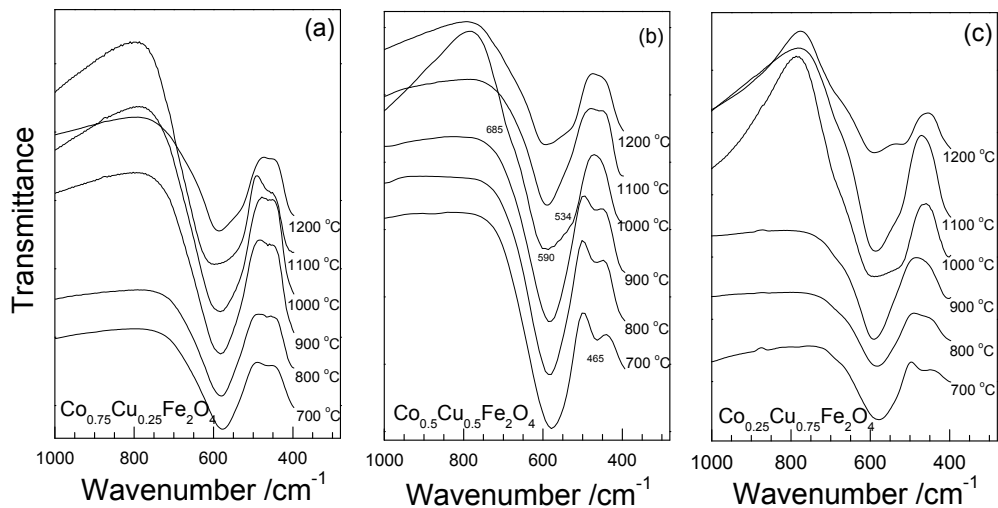 Transmittance
(a)
1200 °C
1100 °C
1000 °C
900 °C
800 °C
700 °C
Co0.75Cu0.25Fe2O4
1000 800 600 400
Wavenumber /cm-1
(b)
685
534
590
465
1200 °C
1100 °C
1000 °C
900 °C
800 °C
700 °C
Co0.5Cu0.5Fe2O4
1000 800 600 400
Wavenumber /cm-1
(c)
1200 °C
1100 °C
1000 °C
900 °C
800 °C
700 °C
Co0.25Cu0.75Fe2O4
1000 800 600 400
Wavenumber /cm-1